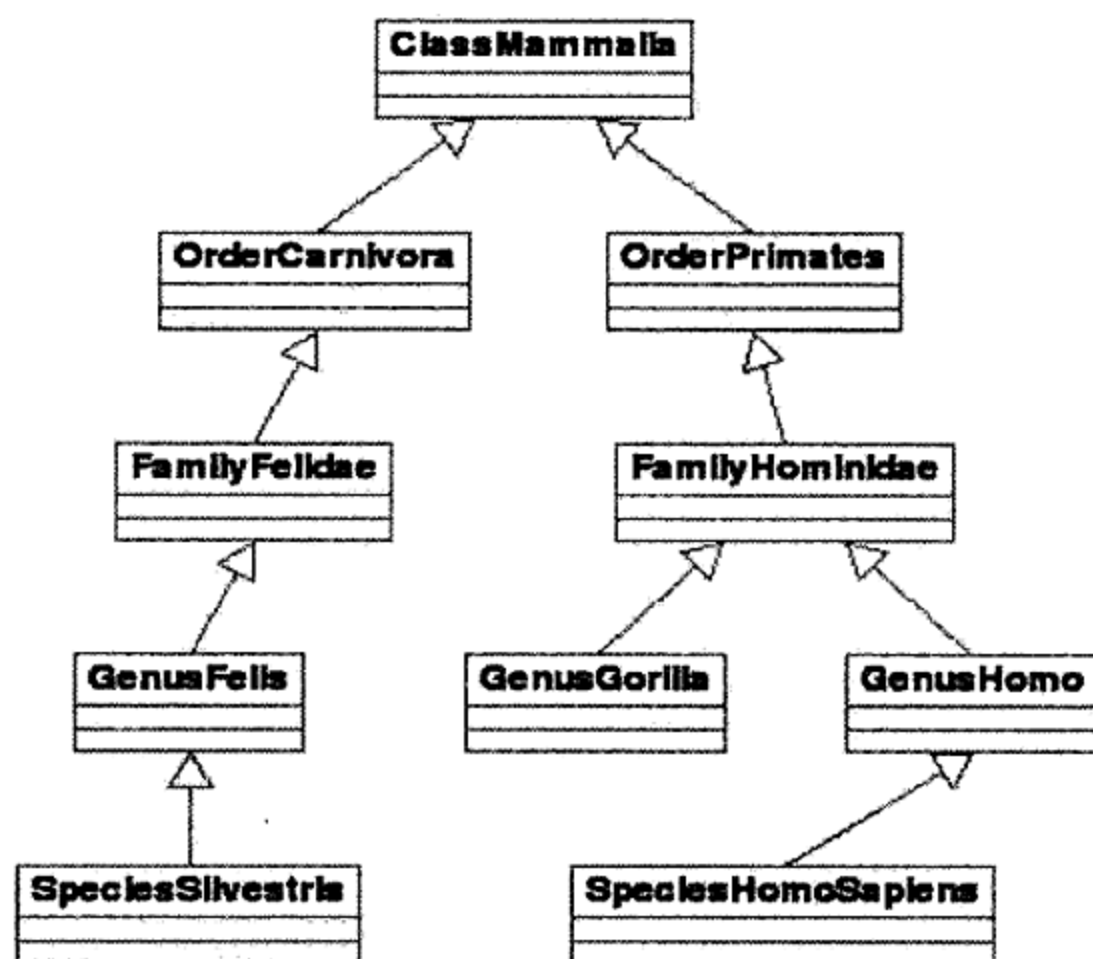 ClassMammalia
OrderCarnivora
OrderPrimates
FamilyFelidae
FamilyHominidae
GenusFelis
GenusGorilla
GenusHomo
SpeciesSilvestris
SpeciesHomoSapiens